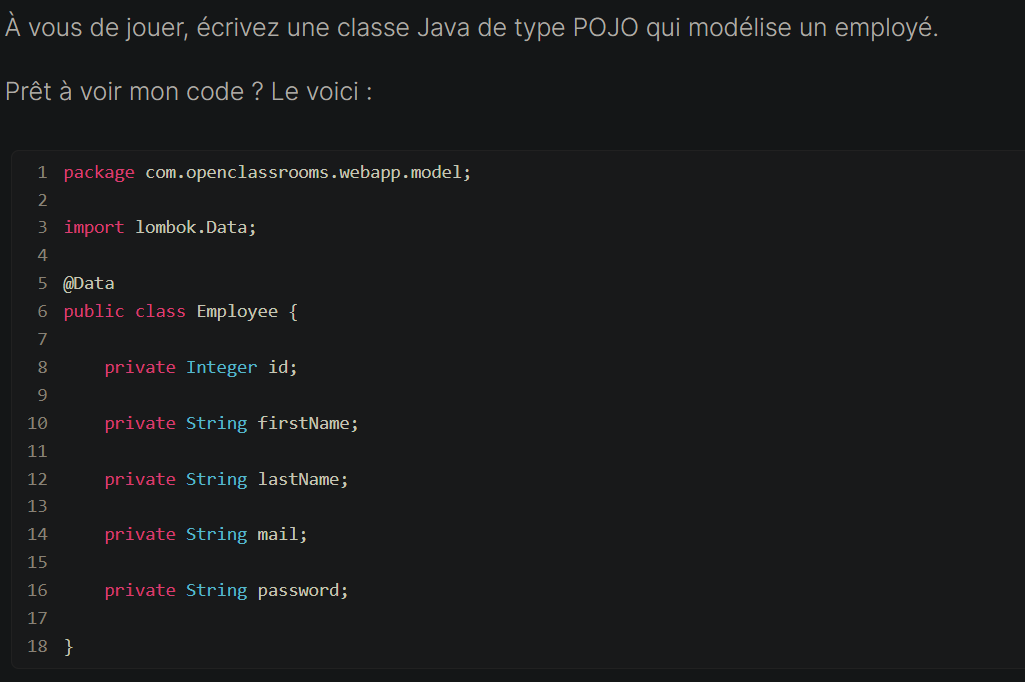 À vous de jouer, écrivez une classe Java de type POJO qui modélise un employé.
Prêt à voir mon code ? Le voici :
1 package com.openclassrooms.webapp.model;
2
3 import lombok.Data;
4
5 @Data
6 public class Employee {
7
8     private Integer id;
9
10     private String firstName;
11
12     private String lastName;
13
14     private String mail;
15
16     private String password;
17
18 }